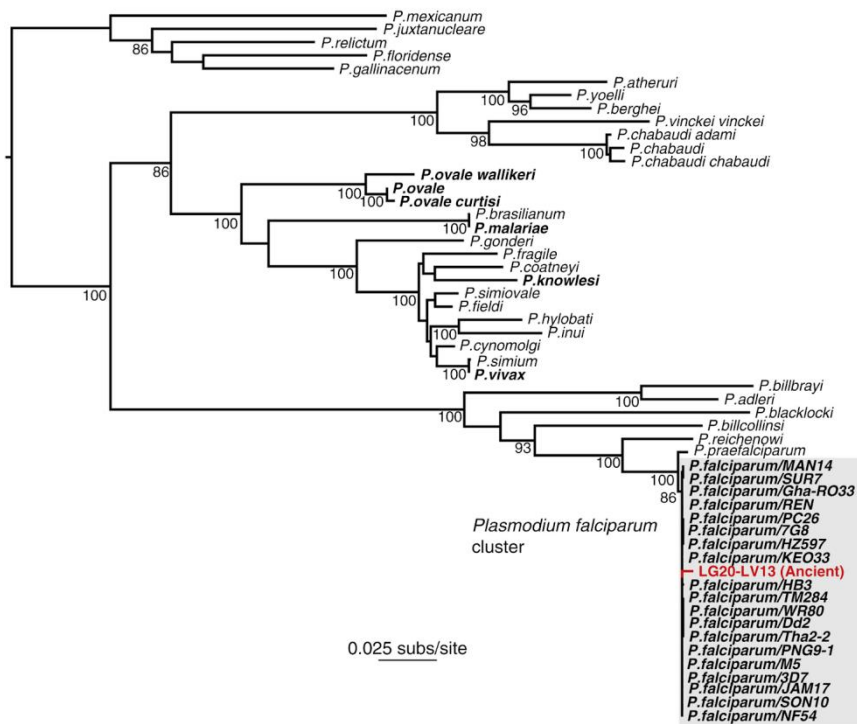 P.mexicanum
P.juxtanucleare
86
P.relictum
P.floridense
P.gallinacenum
P.atheruri
100
P.yoelli
96
P.berghei
100
P.vinckei vinckei
98
P.chabaudi adami
100
P.chabaudi
P.chabaudi chabaudi
86
P.ovale wallikeri
100
P.ovale
100
P.ovale curtisi
100
P.brasilianum
100
P.malariae
P.gonderi
P.fragile
P.coatneyi
P.knowlesi
100
100
P.simiovale
P.fieldi
P.hylobati
100
P.inui
P.cynomolgi
P.simium
100
P.vivax
P.billbrayi
100
P.adleri
100
P.blacklocki
P.billcollinsi
93
P.reichenowi
100
P.praefalciparum
100
P.falciparum/MAN14
P.falciparum/SUR7
86
P.falciparum/Gha-RO33
P.falciparum/REN
P.falciparum/PC26
P.falciparum/7G8
P.falciparum/HZ597
P.falciparum/KEO33
Plasmodium falciparum
cluster
LG20-LV13 (Ancient)
P.falciparum/HB3
P.falciparum/TM284
P.falciparum/WR80
P.falciparum/Dd2
P.falciparum/Tha2-2
P.falciparum/PNG9-1
P.falciparum/M5
P.falciparum/3D7
P.falciparum/JAM17
P.falciparum/SON10
P.falciparum/NF54
0.025 subs/site
100